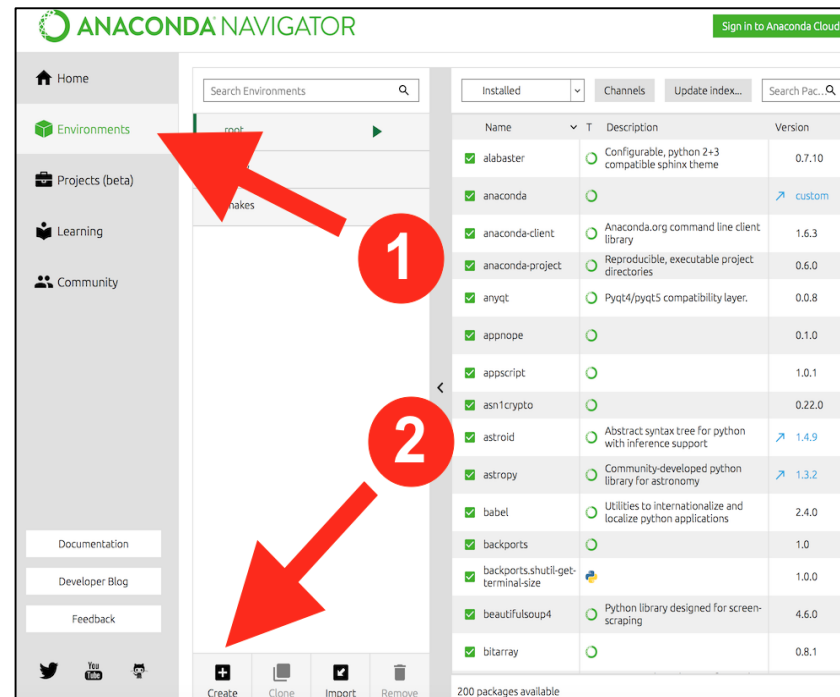 ANACONDA NAVIGATOR
Sign in to Anaconda Cloud
Home
Environments
Projects (beta)
Learning
Community
Documentation
Developer Blog
Feedback
You
Tube
Search Environments
root
akes
1
2
Create
Clone
Import
Remove
Installed
Channels
Update index...
Search Pac...
Name T Description Version
alabaster Configurable, python 2+3
compatible sphinx theme 0.7.10
anaconda custom
anaconda-client Anaconda.org command line client
library 1.6.3
anaconda-project Reproducible, executable project
directories 0.6.0
anyqt Pyqt4/pyqt5 compatibility layer. 0.0.8
appnope 0.1.0
appscript 1.0.1
asn1crypto 0.22.0
astroid Abstract syntax tree for python
with inference support 1.4.9
astropy Community-developed python
library for astronomy 1.3.2
babel Utilities to internationalize and
localize python applications 2.4.0
backports 1.0
backports.shutil-get-
terminal-size 1.0.0
beautifulsoup4 Python library designed for screen-
scraping 4.6.0
bitarray 0.8.1
200 packages available